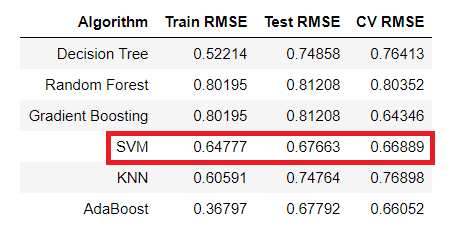 Algorithm Train RMSE Test RMSE CV RMSE
Decision Tree 0.52214 0.74858 0.76413
Random Forest 0.80195 0.81208 0.80352
Gradient Boosting 0.80195 0.81208 0.64346
SVM 0.64777 0.67663 0.66889
KNN 0.60591 0.74764 0.76898
AdaBoost 0.36797 0.67792 0.66052